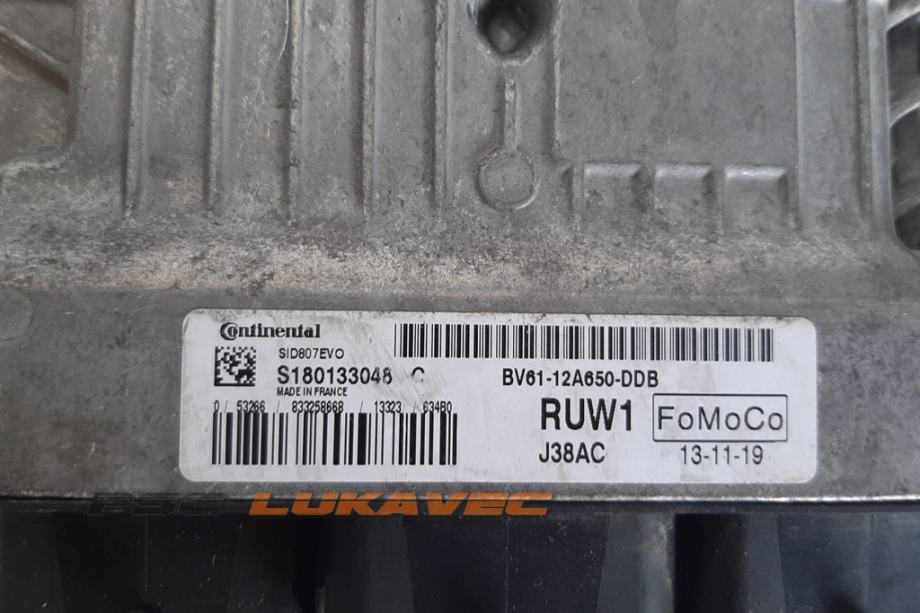 Continental
SID807EVO
S180133048 C
MADE IN FRANCE
0 / 53266 / 833258668 / 13323 / 634B0
BV61-12A650-DDB
RUW1 FoMoCo
J38AC 13-11-19
PSC LUKAVEC